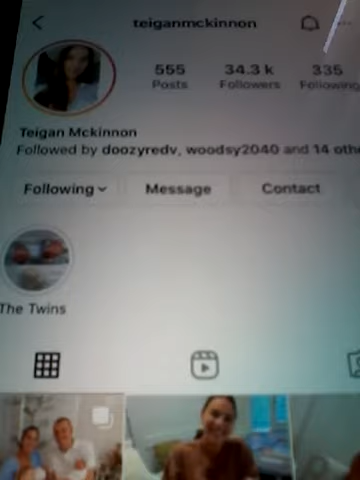 teiganmckinnon
555 34.3 k 335
Posts Followers Following
Teigan Mckinnon
Followed by doozyredv, woodsy2040 and 14 othe
Following Message Contact
The Twins